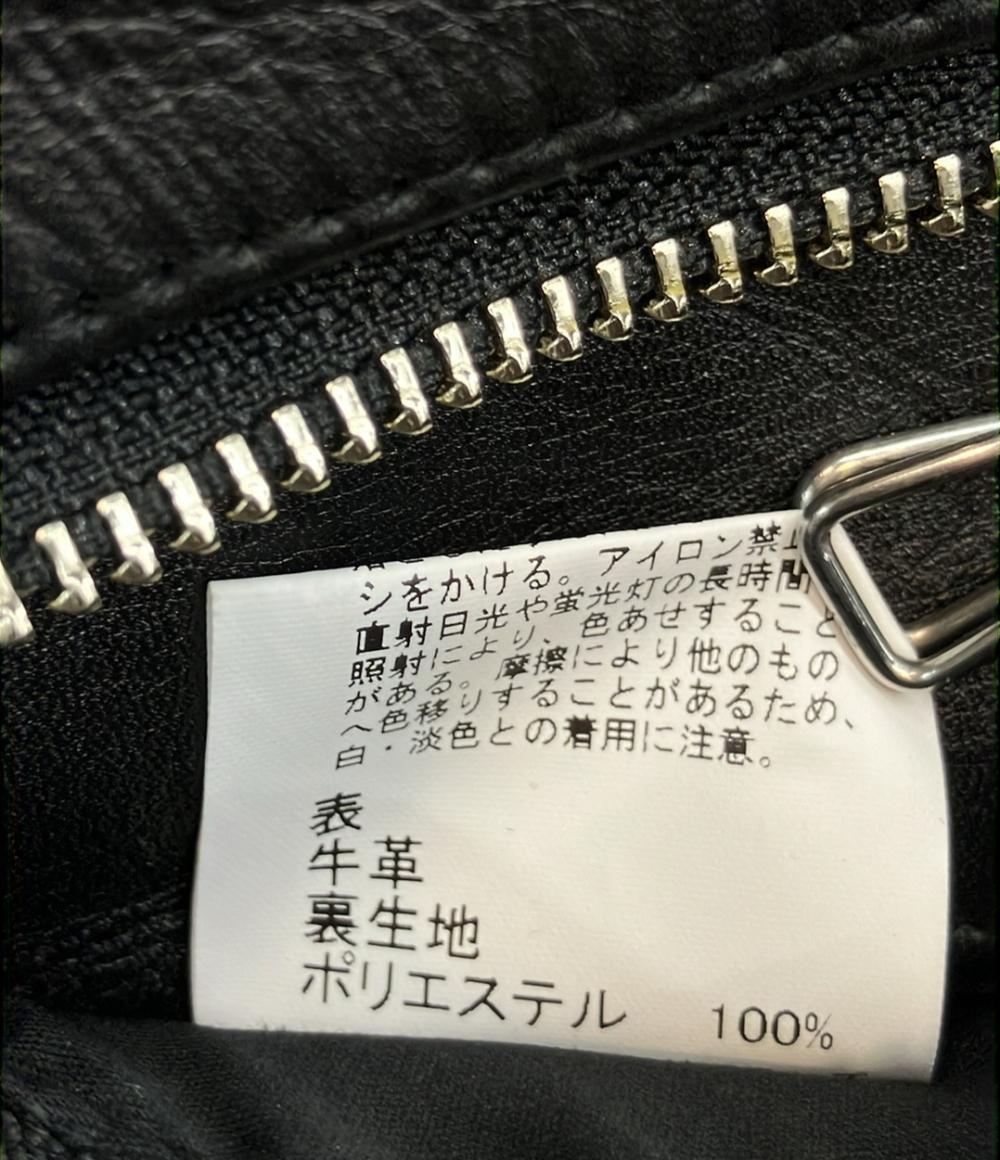 シをかける。アイロン禁止
直射日光や蛍光灯の長時間
照射により、色あせすること
がある。摩擦により他のもの
へ色移りすることがあるため、
白・淡色との着用に注意。
表
牛革
裏生地
ポリエステル 100%